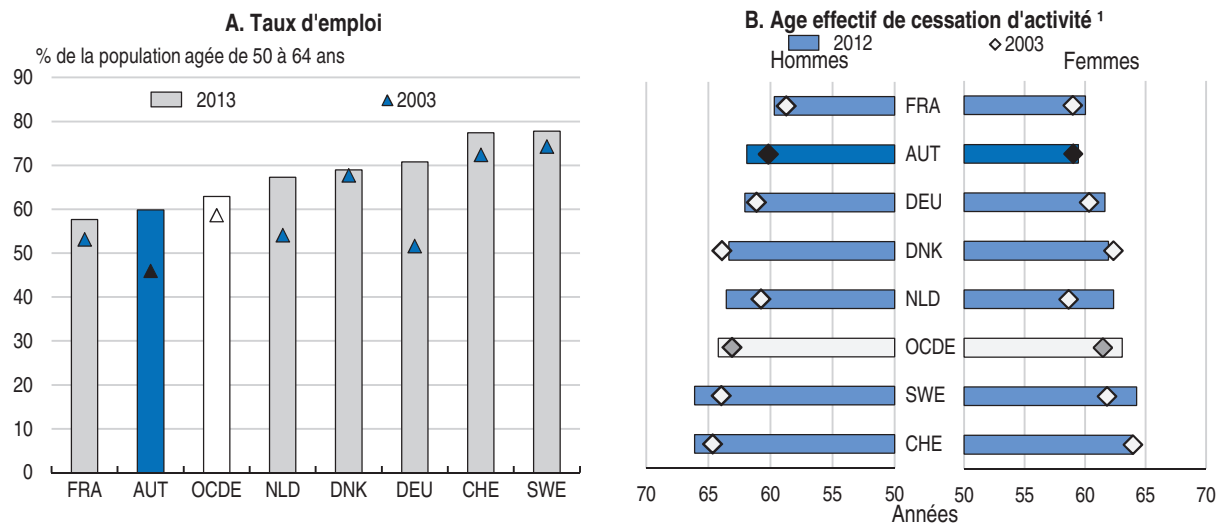 A. Taux d'emploi
% de la population agée de 50 à 64 ans
2013
2003
90
80
70
60
50
40
30
20
10
0
FRA AUT OCDE NLD DNK DEU CHE SWE
B. Age effectif de cessation d'activité ¹
2012 2003
Hommes Femmes
FRA
AUT
DEU
DNK
NLD
OCDE
SWE
CHE
70 65 60 55 50 50 55 60 65 70
Années